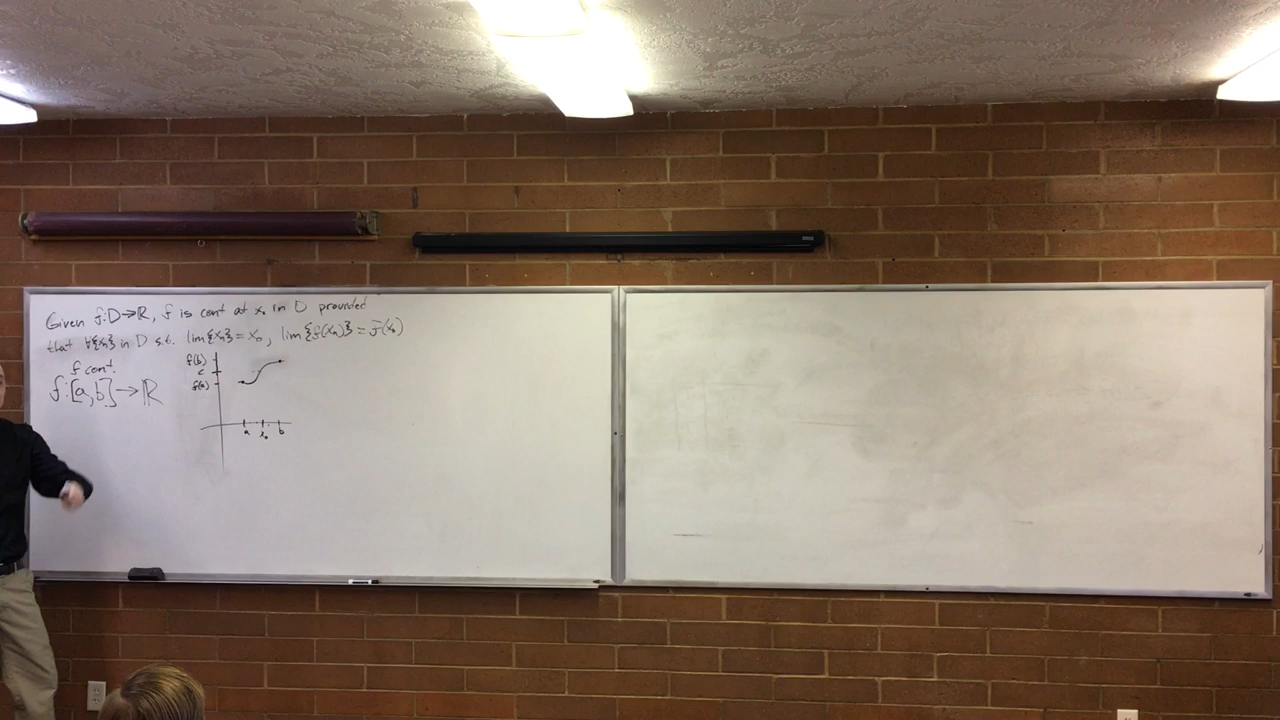 Given f:D→ℝ, f is cont at x₀ in D provided
that ∀{xₙ} in D s.t. lim{xₙ}=x₀, lim{f(xₙ)}=f(x₀)
f cont.
f:[a,b]→ℝ
f(b)
c
f(a)
a x₀ b